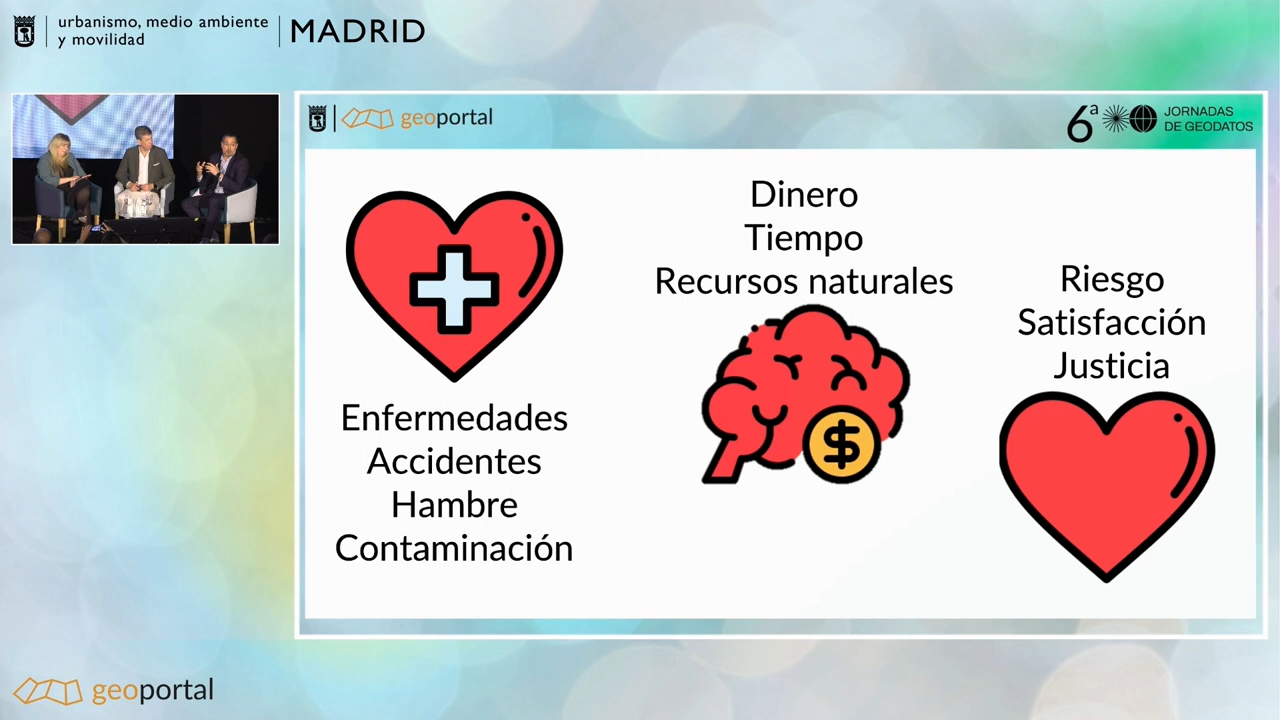 urbanismo, medio ambiente
y movilidad
MADRID
geoportal
6ª
JORNADAS
DE GEODATOS
Enfermedades
Accidentes
Hambre
Contaminación
Dinero
Tiempo
Recursos naturales
$
Riesgo
Satisfacción
Justicia
geoportal